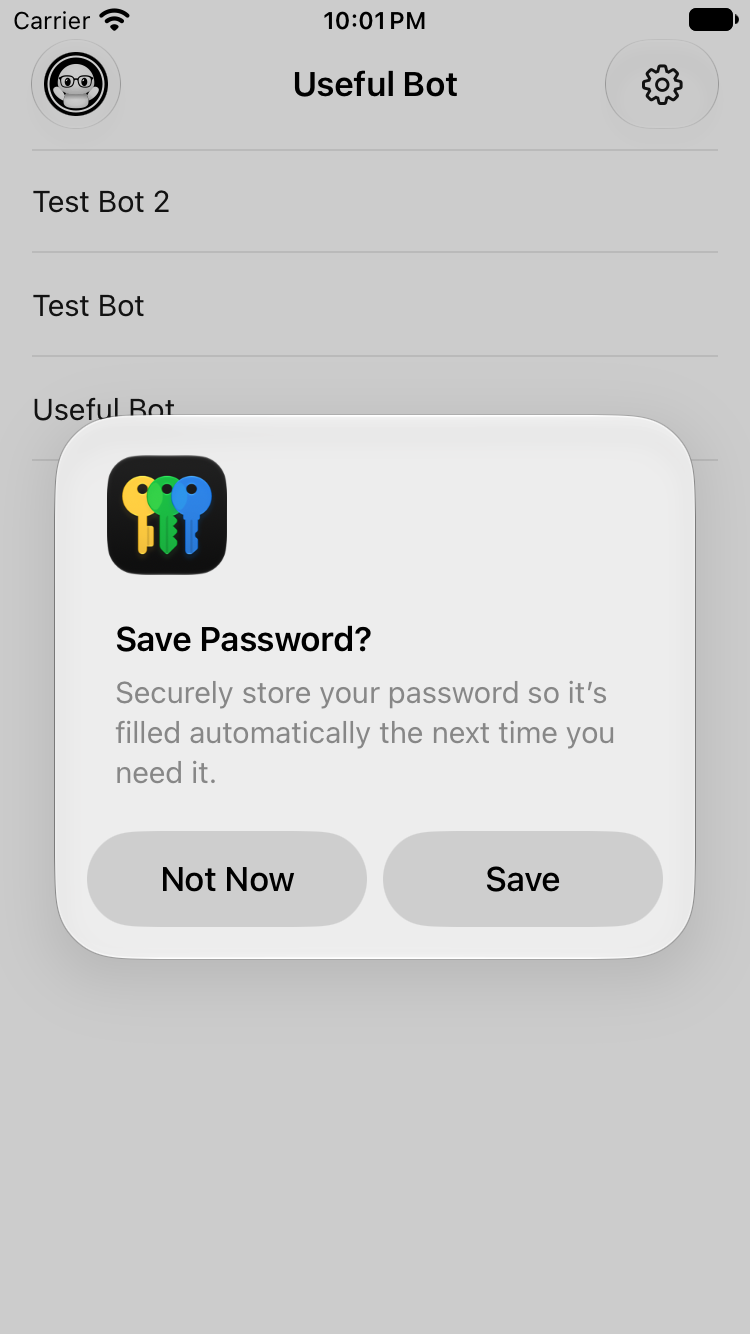 Carrier 10:01 PM
Useful Bot
Test Bot 2
Test Bot
Useful Bot
Save Password?
Securely store your password so it’s
filled automatically the next time you
need it.
Not Now Save